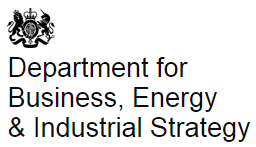 Department for
Business, Energy
& Industrial Strategy